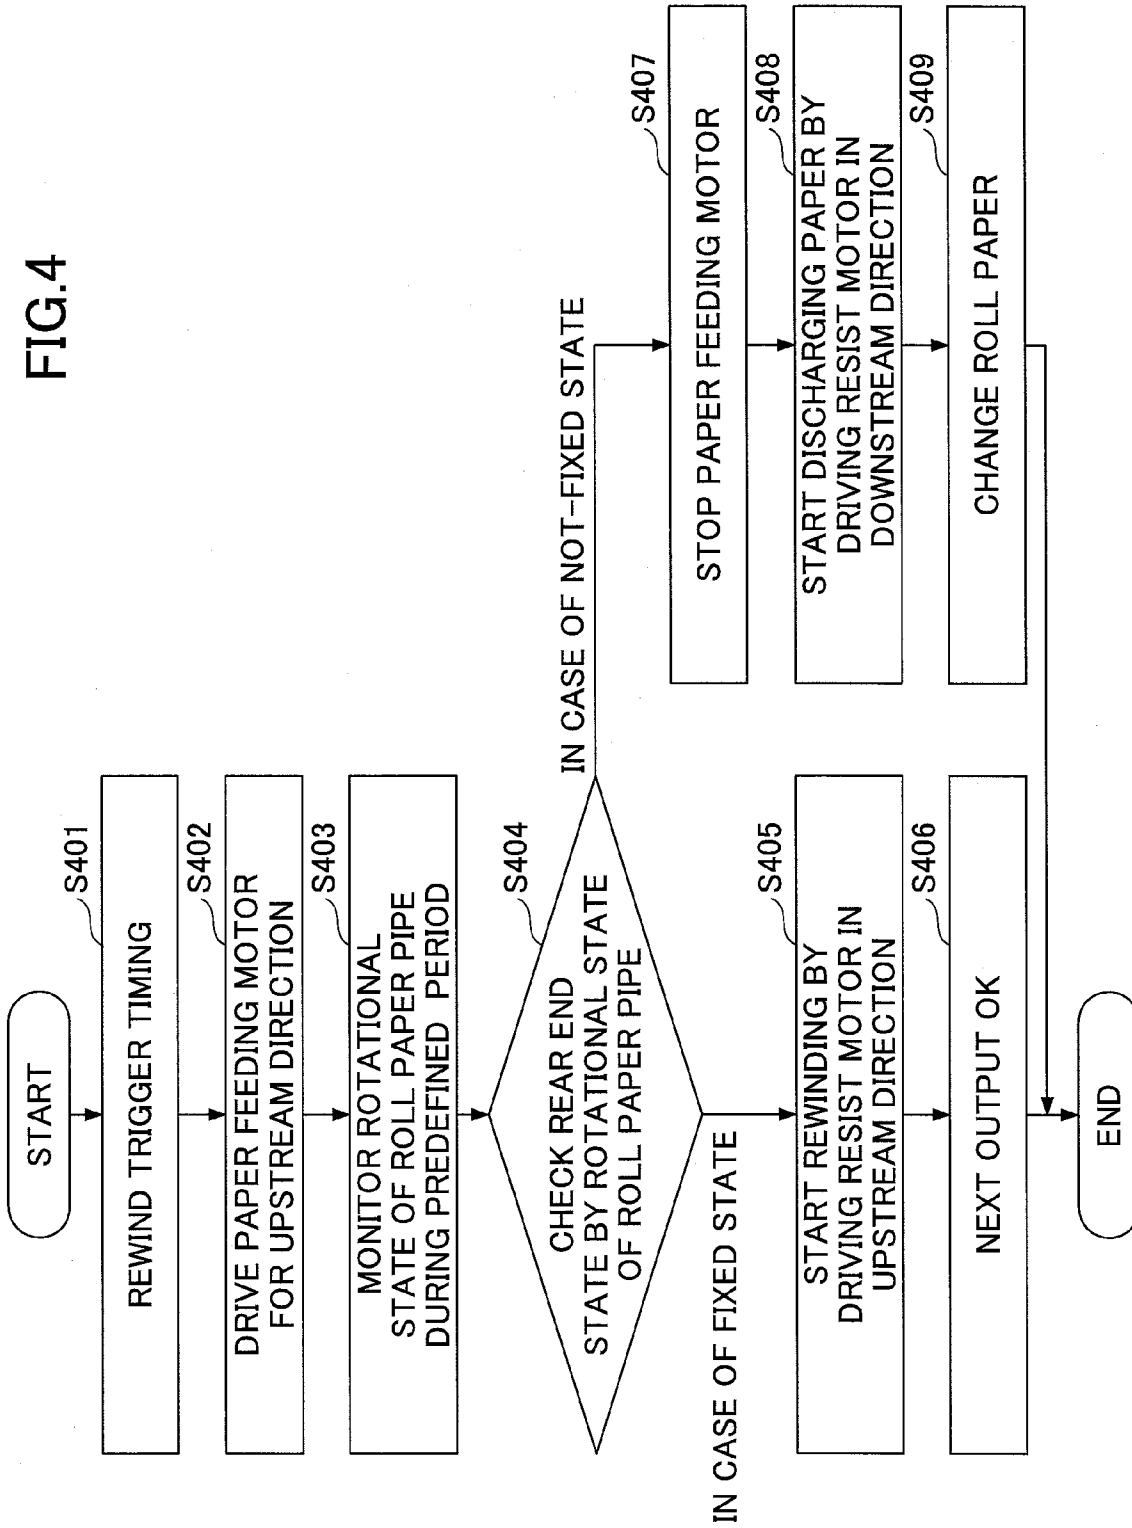 FIG.4
START
S401
REWIND TRIGGER TIMING
S402
DRIVE PAPER FEEDING MOTOR
FOR UPSTREAM DIRECTION
S403
MONITOR ROTATIONAL
STATE OF ROLL PAPER PIPE
DURING PREDEFINED PERIOD
S404
CHECK REAR END
STATE BY ROTATIONAL STATE
OF ROLL PAPER PIPE
IN CASE OF NOT-FIXED STATE
IN CASE OF FIXED STATE
S405
START REWINDING BY
DRIVING RESIST MOTOR IN
UPSTREAM DIRECTION
S406
NEXT OUTPUT OK
S407
STOP PAPER FEEDING MOTOR
S408
START DISCHARGING PAPER BY
DRIVING RESIST MOTOR IN
DOWNSTREAM DIRECTION
S409
CHANGE ROLL PAPER
END